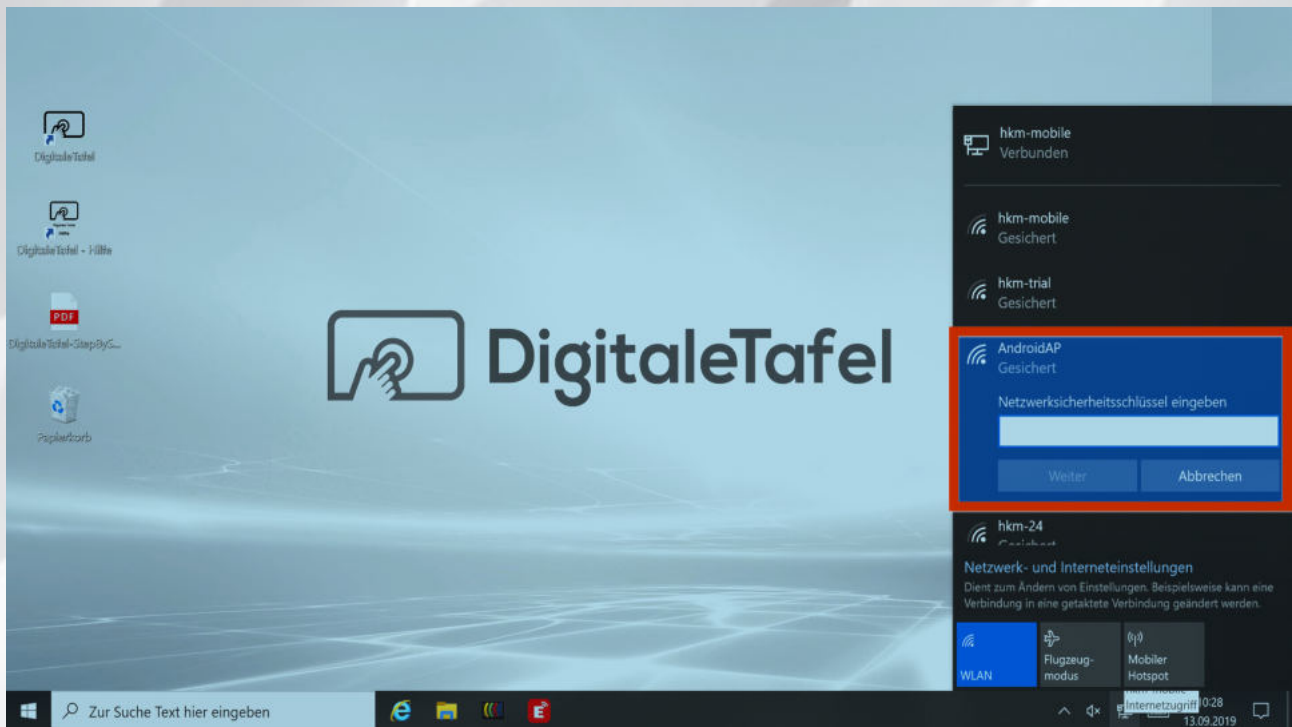 DigitaleTafel
DigitaleTafel - Hilfe
PDF
DigitaleTafel-StepByS...
Papierkorb
DigitaleTafel
hkm-mobile
Verbunden
hkm-mobile
Gesichert
hkm-trial
Gesichert
AndroidAP
Gesichert
Netzwerksicherheitsschlüssel eingeben
Weiter
Abbrechen
hkm-24
Gesichert
Netzwerk- und Interneteinstellungen
Dient zum Ändern von Einstellungen. Beispielsweise kann eine
Verbindung in eine getaktete Verbindung geändert werden.
WLAN
Flugzeug-
modus
Mobiler
Hotspot
Zur Suche Text hier eingeben
Internetzugriff
10:28
13.09.2019